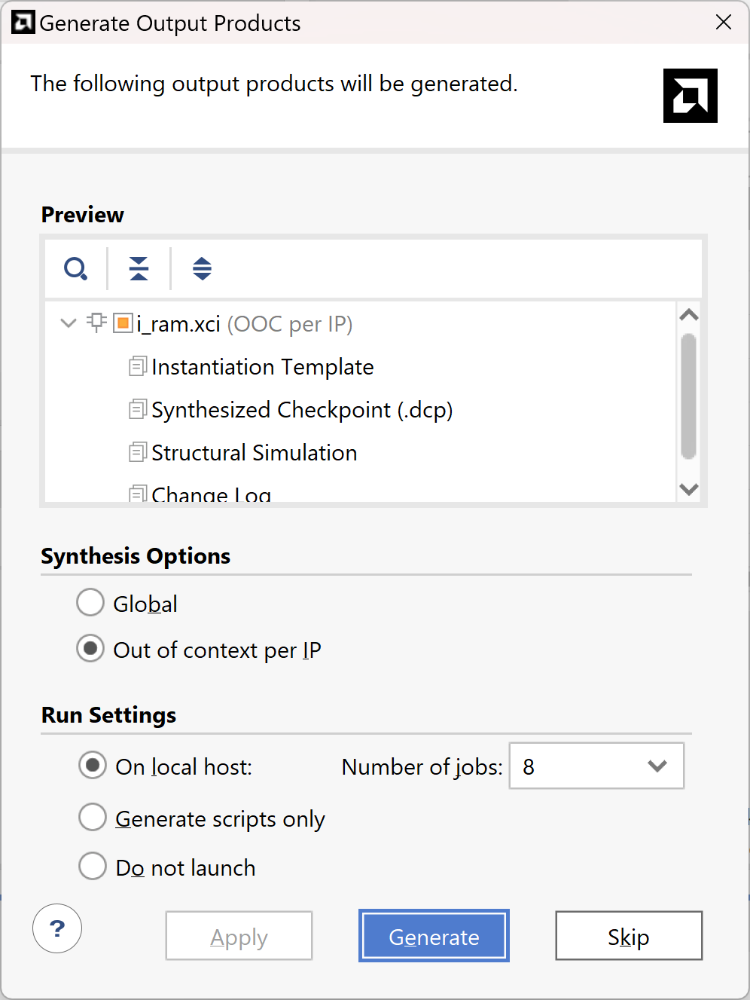 Generate Output Products
The following output products will be generated.
Preview
i_ram.xci (OOC per IP)
Instantiation Template
Synthesized Checkpoint (.dcp)
Structural Simulation
Change Log
Synthesis Options
Global
Out of context per IP
Run Settings
On local host: Number of jobs: 8
Generate scripts only
Do not launch
? Apply Generate Skip